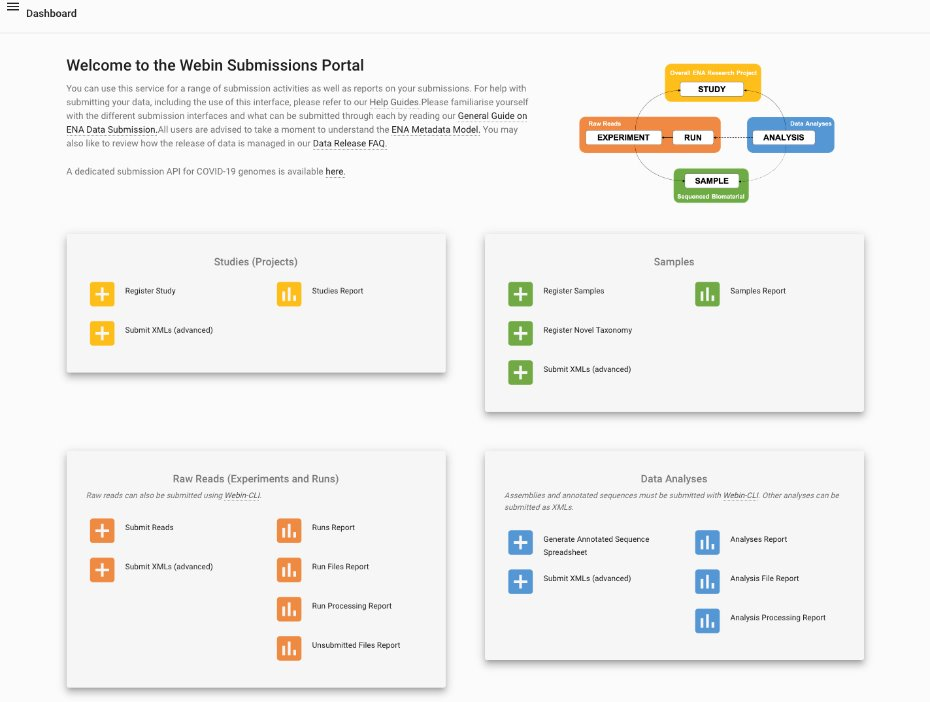 Dashboard
Welcome to the Webin Submissions Portal
You can use this service for a range of submission activities as well as reports on your submissions. For help with
submitting your data, including the use of this interface, please refer to our Help Guides.Please familiarise yourself
with the different submission interfaces and what can be submitted through each by reading our General Guide on
ENA Data Submission.All users are advised to take a moment to understand the ENA Metadata Model. You may
also like to review how the release of data is managed in our Data Release FAQ.
A dedicated submission API for COVID-19 genomes is available here.
Overall ENA Research Project
STUDY
Raw Reads
Data Analyses
EXPERIMENT
RUN
ANALYSIS
SAMPLE
Sequenced Biomaterial
Studies (Projects)
Register Study
Studies Report
Submit XMLs (advanced)
Samples
Register Samples
Samples Report
Register Novel Taxonomy
Submit XMLs (advanced)
Raw Reads (Experiments and Runs)
Raw reads can also be submitted using Webin-CLI.
Submit Reads
Runs Report
Submit XMLs (advanced)
Run Files Report
Run Processing Report
Unsubmitted Files Report
Data Analyses
Assemblies and annotated sequences must be submitted with Webin-CLI. Other analyses can be
submitted as XMLs.
Generate Annotated Sequence
Spreadsheet
Analyses Report
Submit XMLs (advanced)
Analysis File Report
Analysis Processing Report